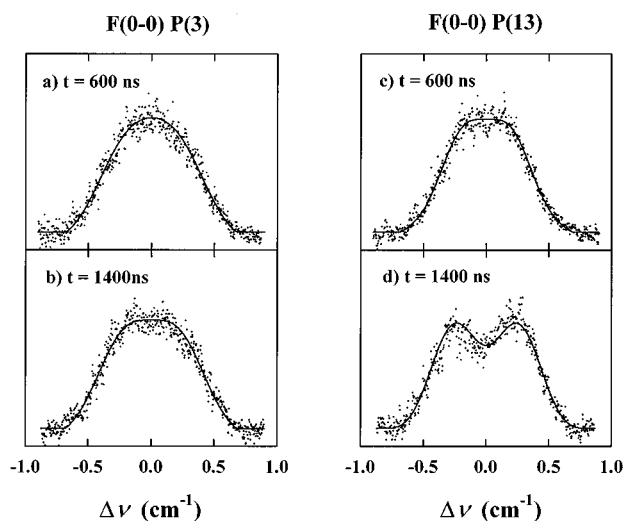 F(0-0) P(3)
F(0-0) P(13)
a) t = 600 ns
c) t = 600 ns
b) t = 1400ns
d) t = 1400 ns
-1.0 -0.5 0.0 0.5 1.0
-1.0 -0.5 0.0 0.5 1.0
Δν (cm⁻¹)
Δν (cm⁻¹)